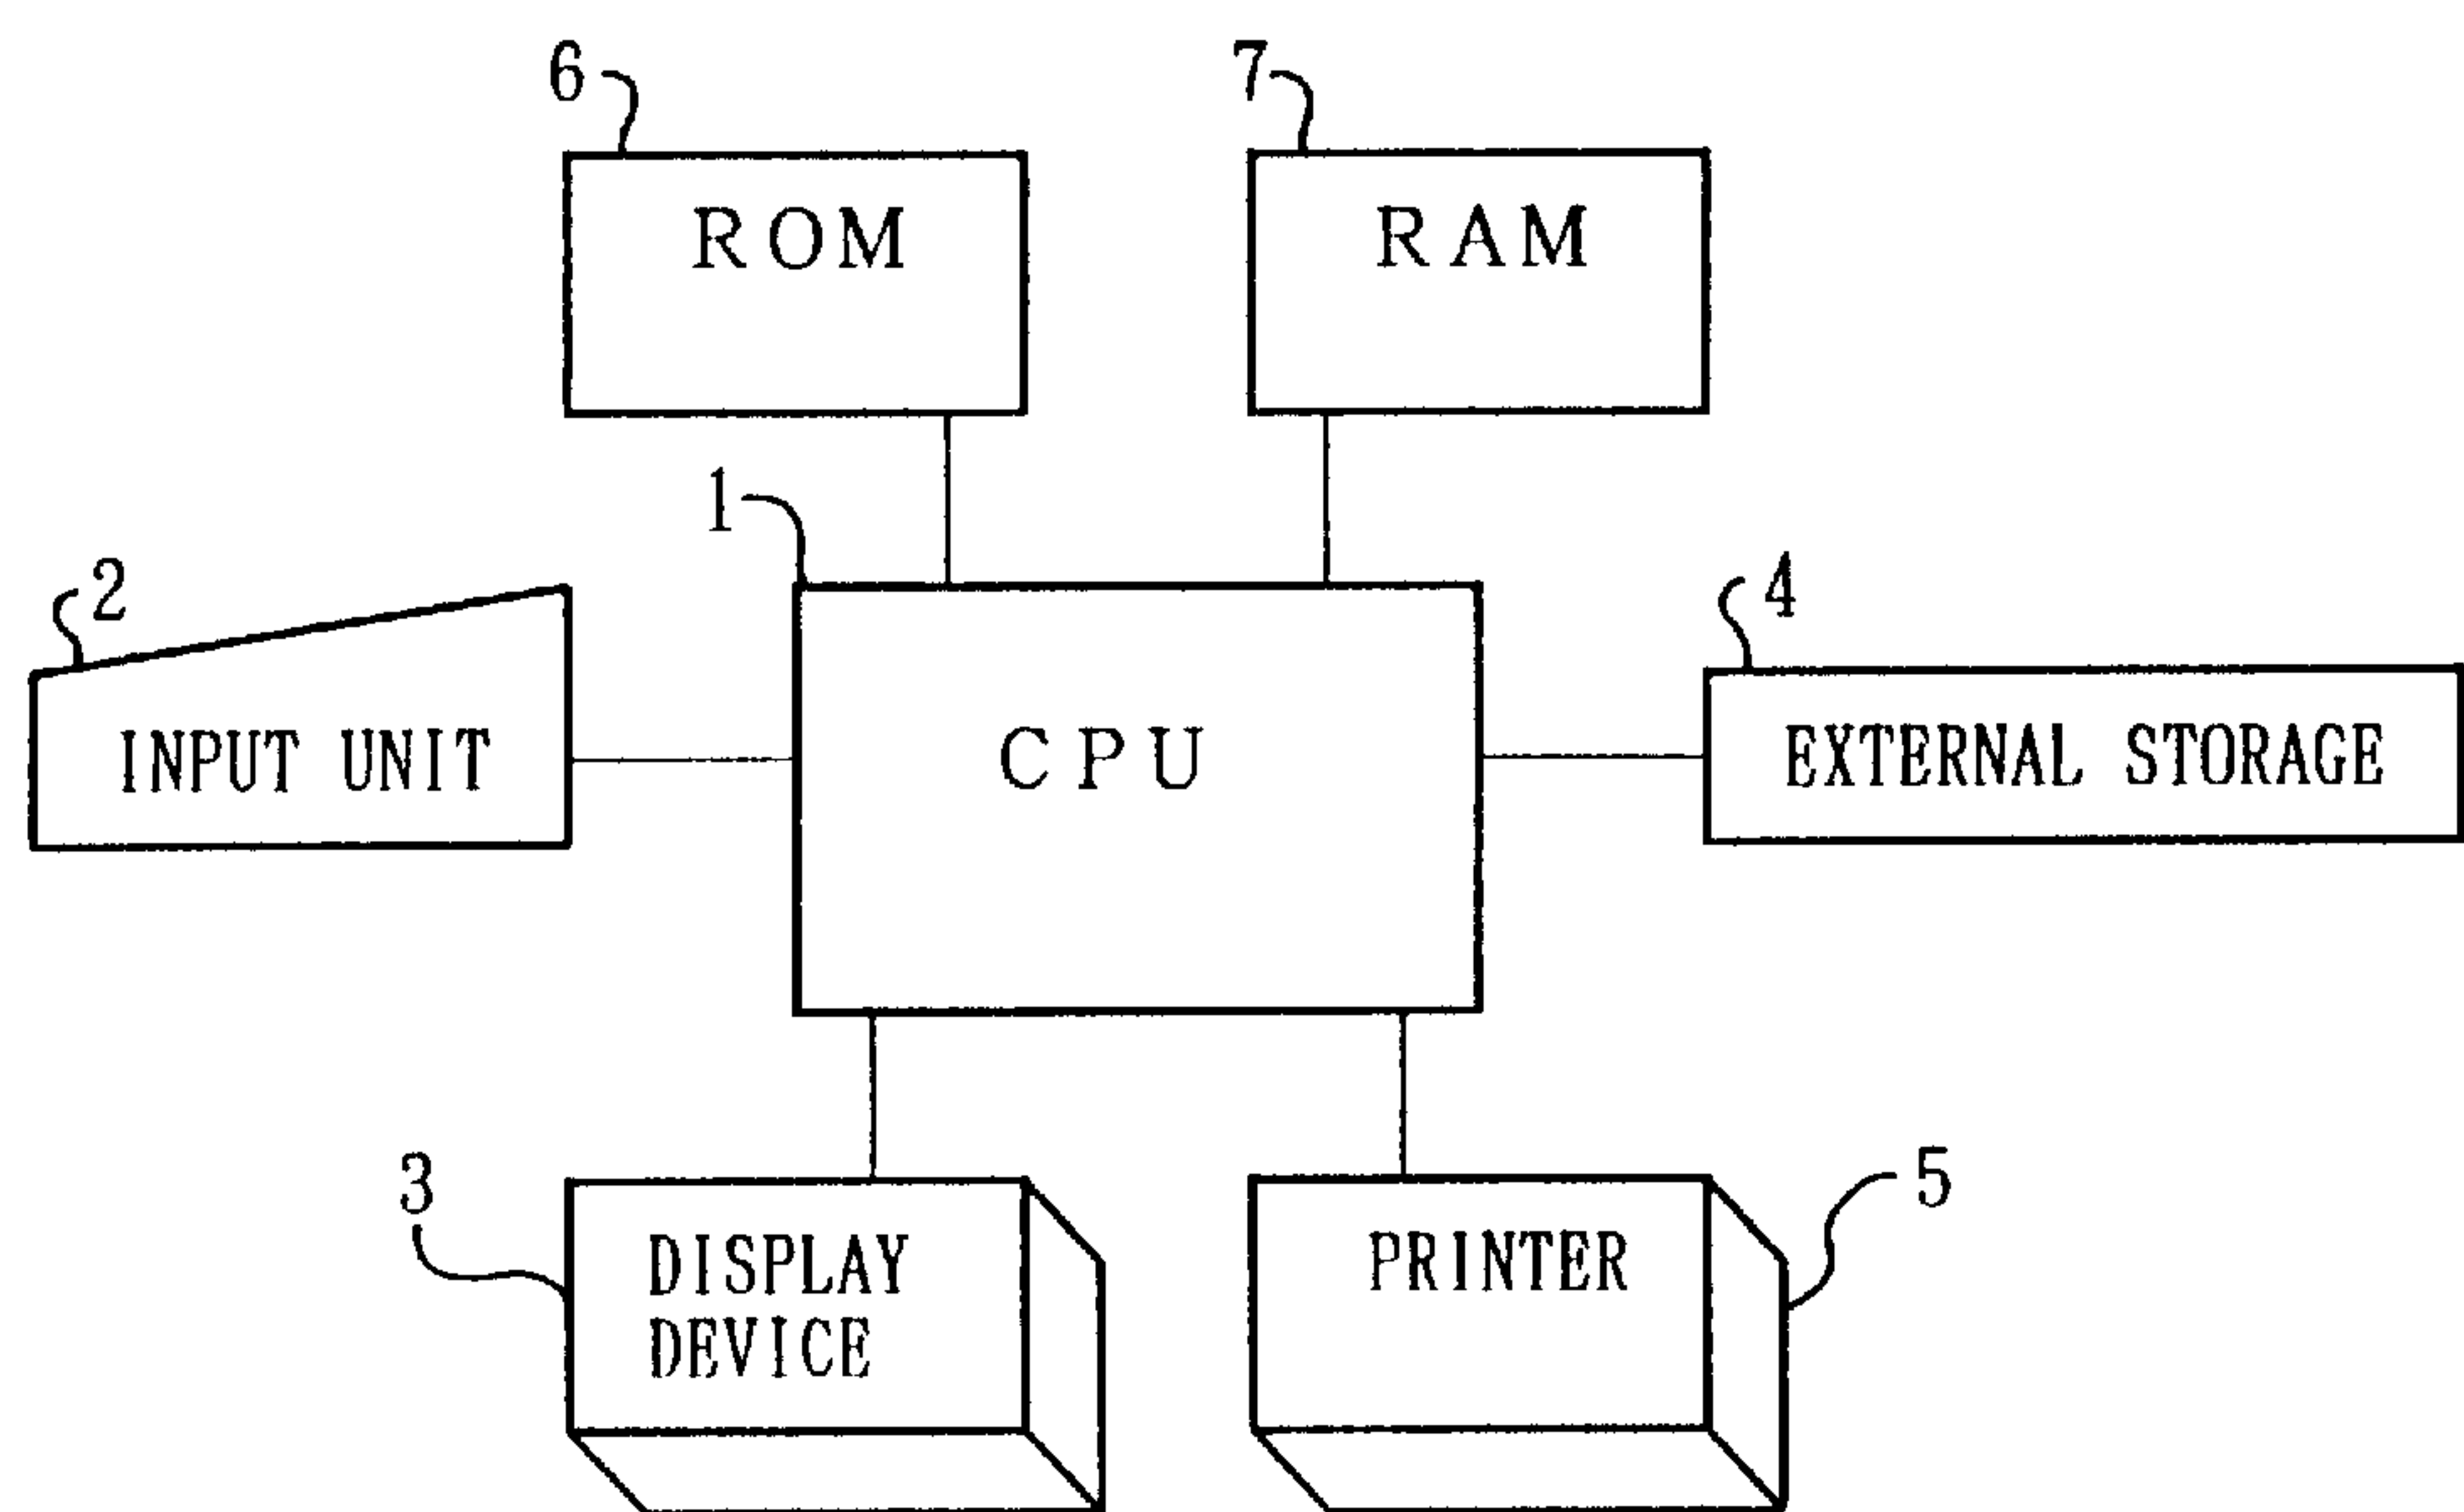 6
7
ROM
RAM
1
2
4
INPUT UNIT
CPU
EXTERNAL STORAGE
3
5
DISPLAY
DEVICE
PRINTER